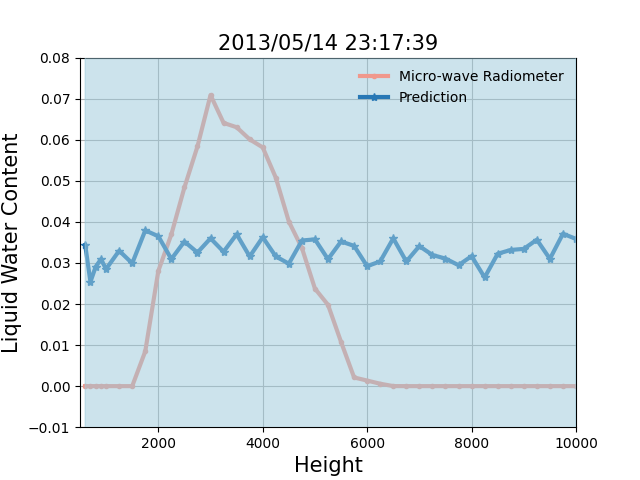 2013/05/14 23:17:39
Micro-wave Radiometer
Prediction
Liquid Water Content
0.08
0.07
0.06
0.05
0.04
0.03
0.02
0.01
0.00
−0.01
2000 4000 6000 8000 10000
Height